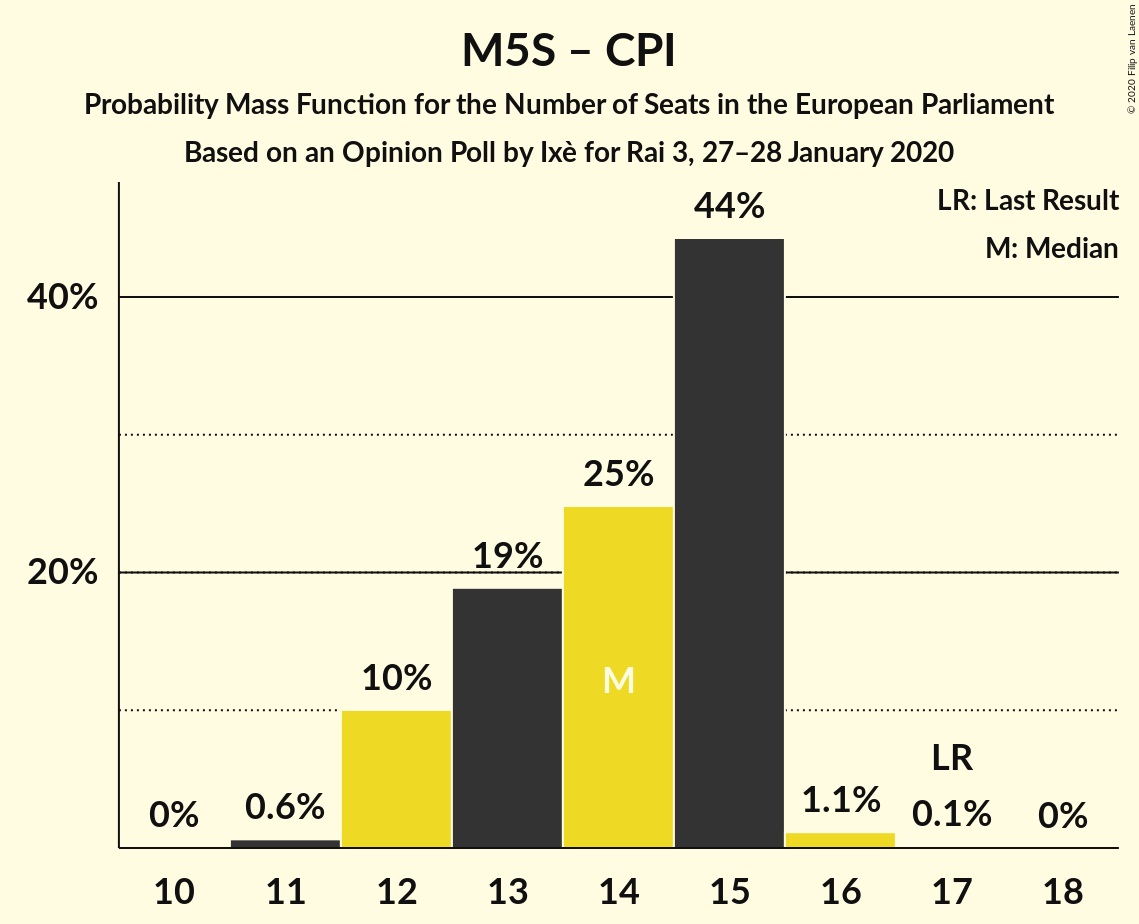 M5S – CPI
Probability Mass Function for the Number of Seats in the European Parliament
Based on an Opinion Poll by Ixè for Rai 3, 27–28 January 2020
© 2020 Filip van Laenen
LR: Last Result
M: Median
40%
20%
0%
0.6%
10%
19%
25%
44%
1.1%
0.1%
0%
M
LR
10 11 12 13 14 15 16 17 18